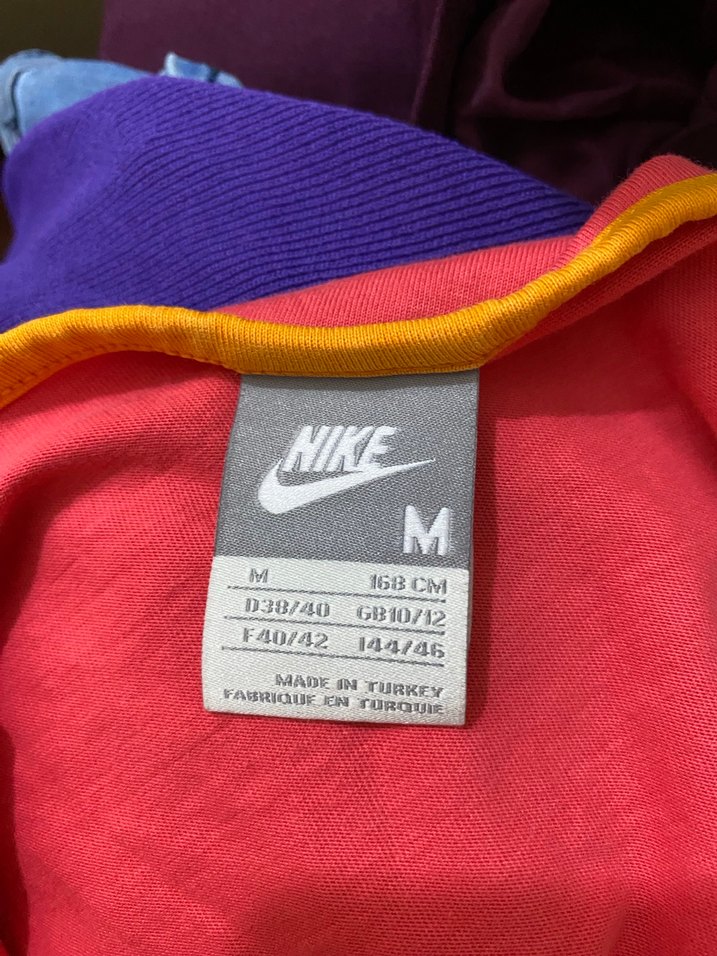 NIKE
M
M 168 CM
D38/40 GB10/12
F40/42 I44/46
MADE IN TURKEY
FABRIQUE EN TURQUIE